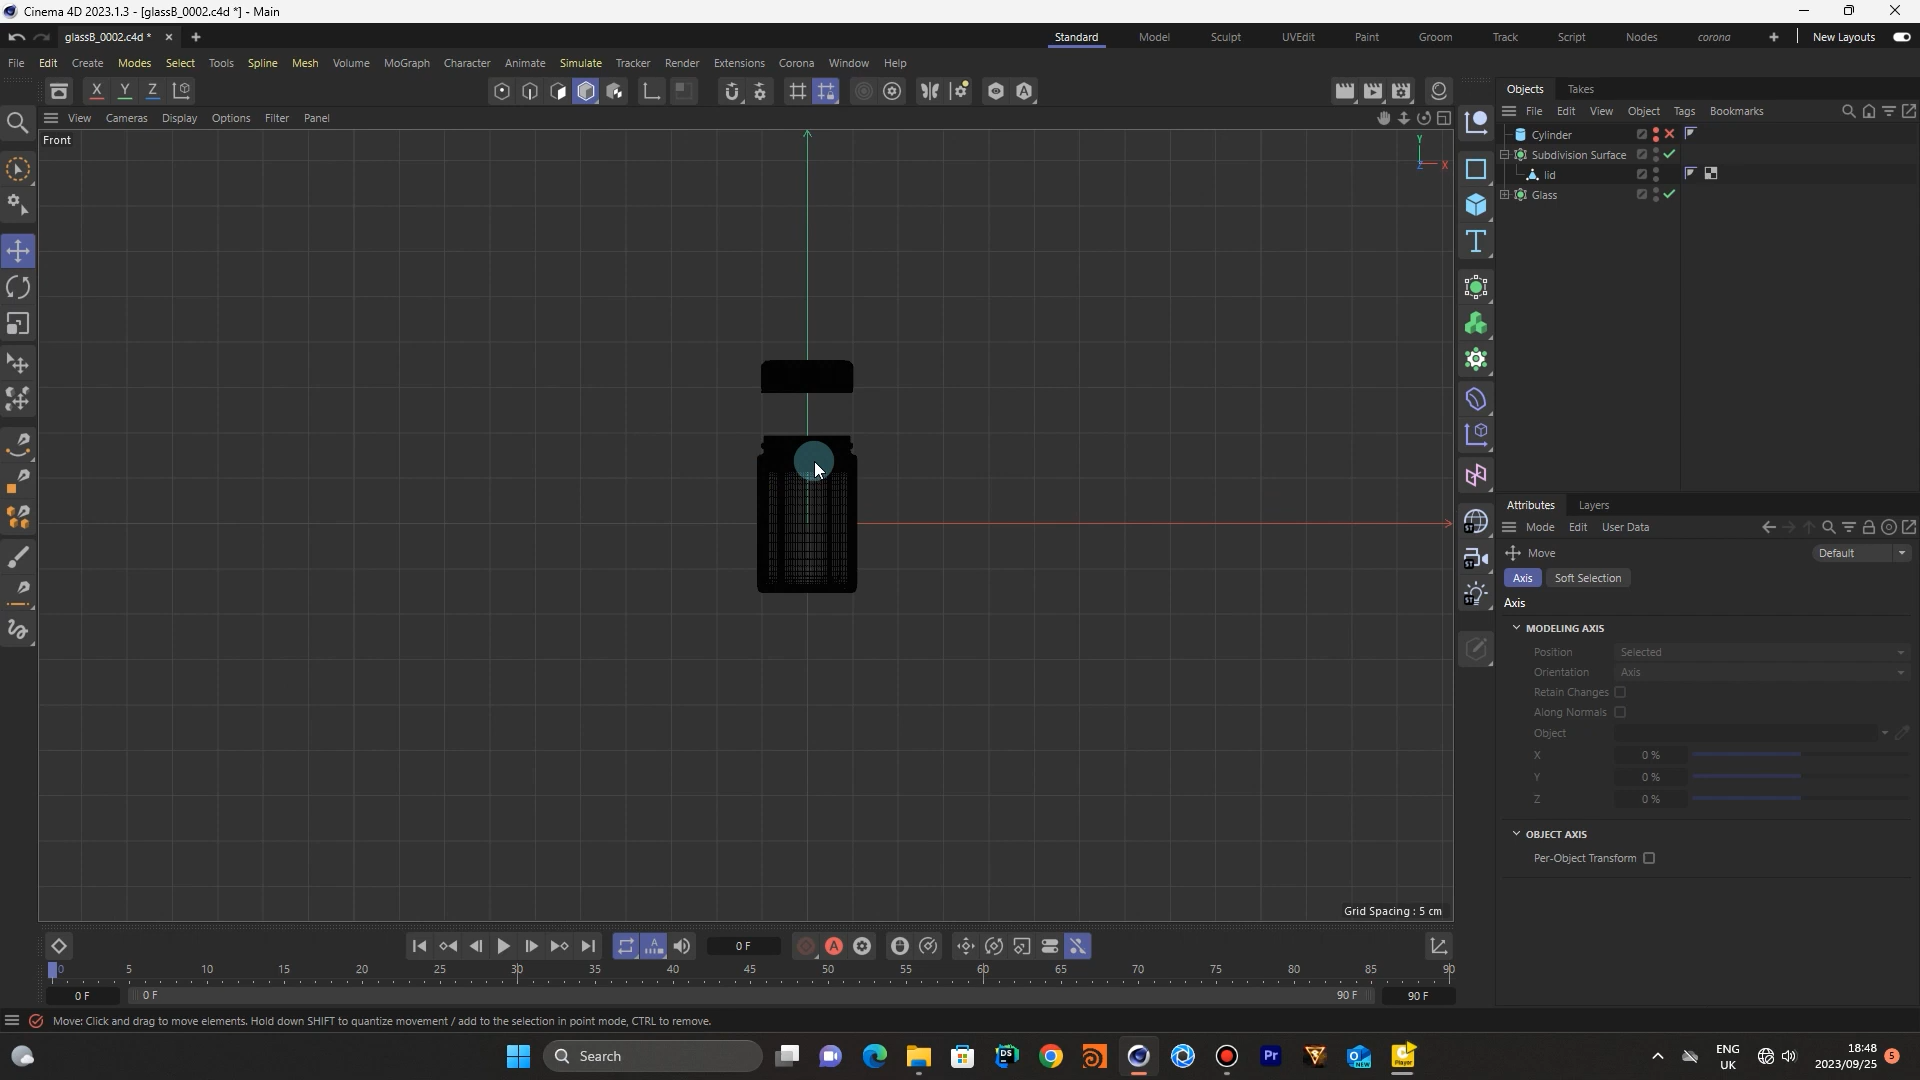 Cinema 4D 2023.1.3 - [glassB_0002.c4d *] - Main
glassB_0002.c4d *
Standard Model Sculpt UVEdit Paint Groom Track Script Nodes corona New Layouts
File Edit Create Modes Select Tools Spline Mesh Volume MoGraph Character Animate Simulate Tracker Render Extensions Corona Window Help
X Y Z
Objects Takes
File Edit View Object Tags Bookmarks
View Cameras Display Options Filter Panel
Front
Y
X
Z
Cylinder
Subdivision Surface
lid
Glass
Attributes Layers
Mode Edit User Data
Move Default
Axis Soft Selection
Axis
MODELING AXIS
Position Selected
Orientation Axis
Retain Changes
Along Normals
Object
X 0 %
Y 0 %
Z 0 %
OBJECT AXIS
Per-Object Transform
Grid Spacing : 5 cm
0 F
0 5 10 15 20 25 30 35 40 45 50 55 60 65 70 75 80 85 90
0 F 0 F 90 F 90 F
Move: Click and drag to move elements. Hold down SHIFT to quantize movement / add to the selection in point mode, CTRL to remove.
Search
ENG
UK
18:48
2023/09/25
5